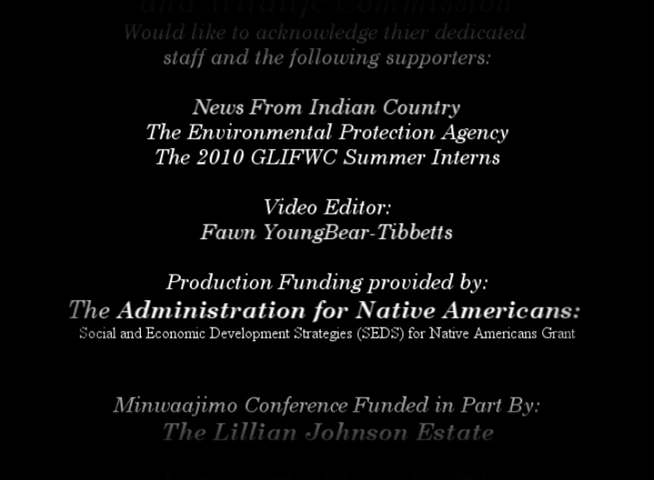 and Wildlife Commission
Would like to acknowledge thier dedicated
staff and the following supporters:
News From Indian Country
The Environmental Protection Agency
The 2010 GLIFWC Summer Interns
Video Editor:
Fawn YoungBear-Tibbetts
Production Funding provided by:
The Administration for Native Americans:
Social and Economic Development Strategies (SEDS) for Native Americans Grant
Minwaajimo Conference Funded in Part By:
The Lillian Johnson Estate